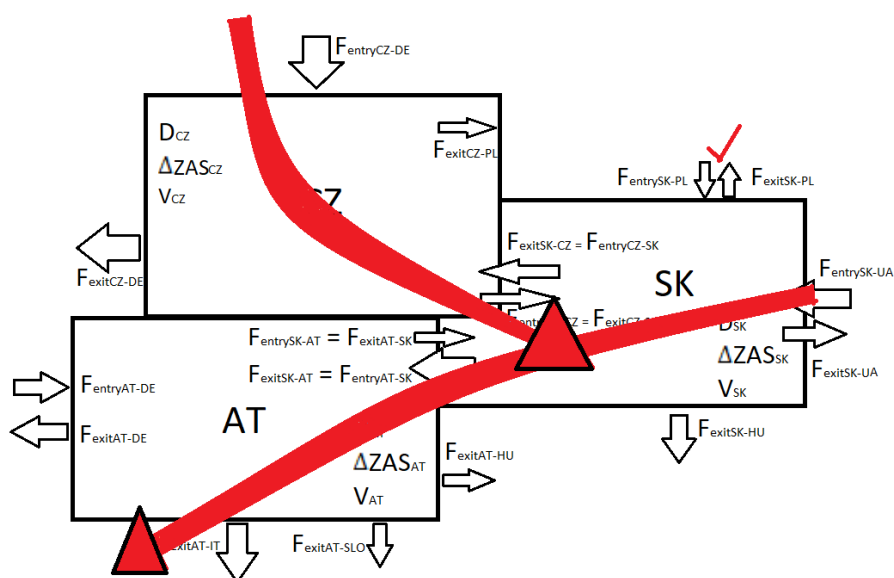 FentryCZ-DE
DCZ
ΔZASCZ
VCZ
FexitCZ-PL
FentrySK-PL
FexitSK-PL
FexitCZ-DE
FexitSK-CZ = FentryCZ-SK
SK
FentrySK-UA
FentrySK-AT = FexitAT-SK
DSK
ΔZASSK
VSK
FexitSK-UA
FexitSK-AT = FentryAT-SK
FentryAT-DE
FexitAT-DE
AT
FexitSK-HU
ΔZASAT
VAT
FexitAT-HU
FexitAT-SLO